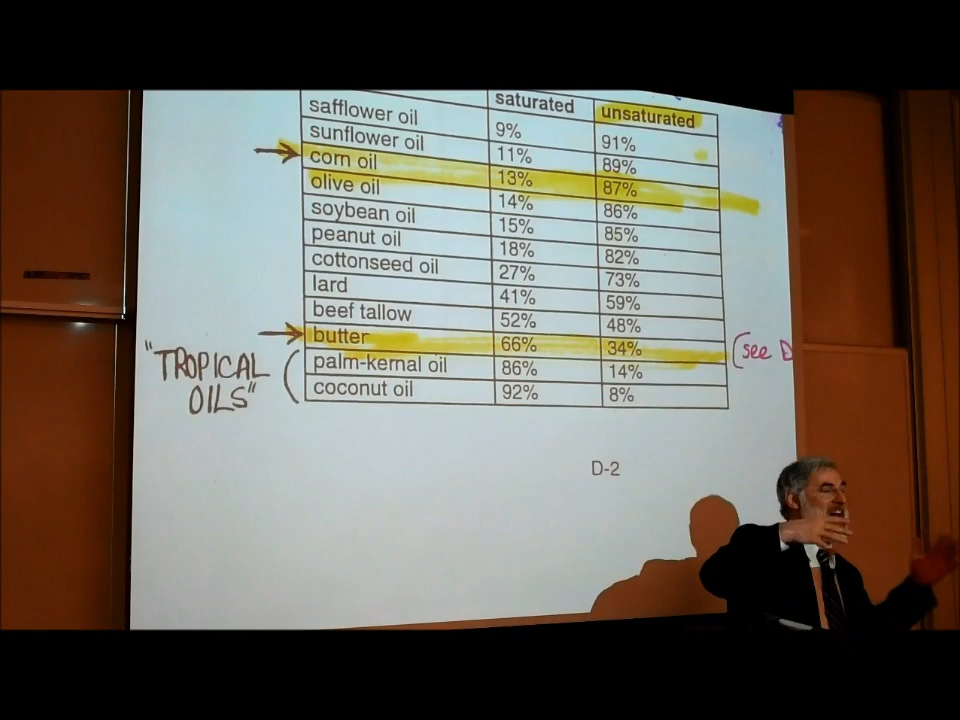 saturated unsaturated
safflower oil 9% 91%
sunflower oil 11% 89%
corn oil 13% 87%
olive oil 14% 86%
soybean oil 15% 85%
peanut oil 18% 82%
cottonseed oil 27% 73%
lard 41% 59%
beef tallow 52% 48%
butter 66% 34% (see D
palm-kernal oil 86% 14%
coconut oil 92% 8%
"TROPICAL
OILS"
D-2